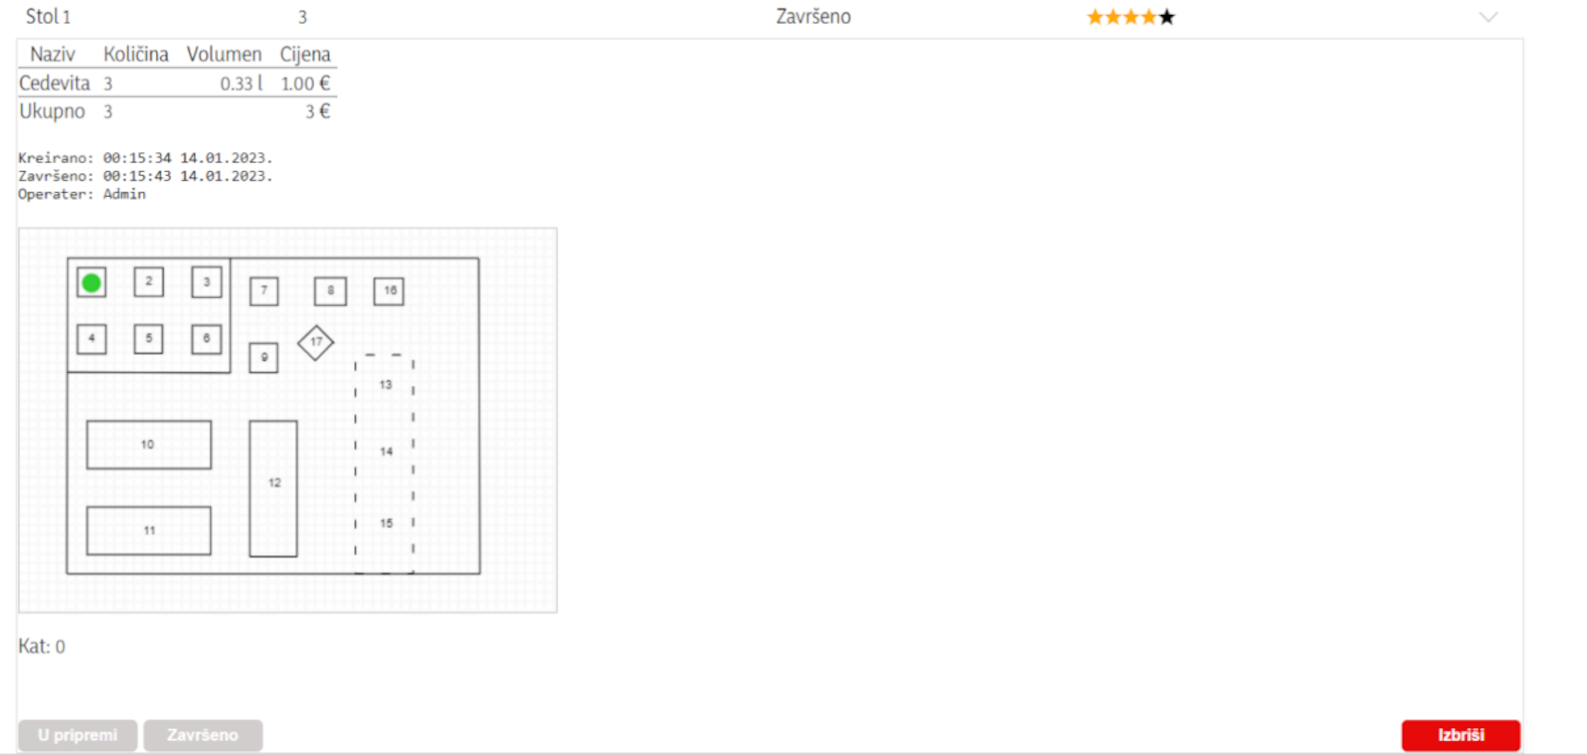 Stol 1 3 Završeno
Naziv Količina Volumen Cijena
Cedevita 3 0.33 l 1.00 €
Ukupno 3 3 €
Kreirano: 00:15:34 14.01.2023.
Završeno: 00:15:43 14.01.2023.
Operater: Admin
2 3 7 8 16
4 5 6 9 17
13
10 14
12
11 15
Kat: 0
U pripremi Završeno Izbriši